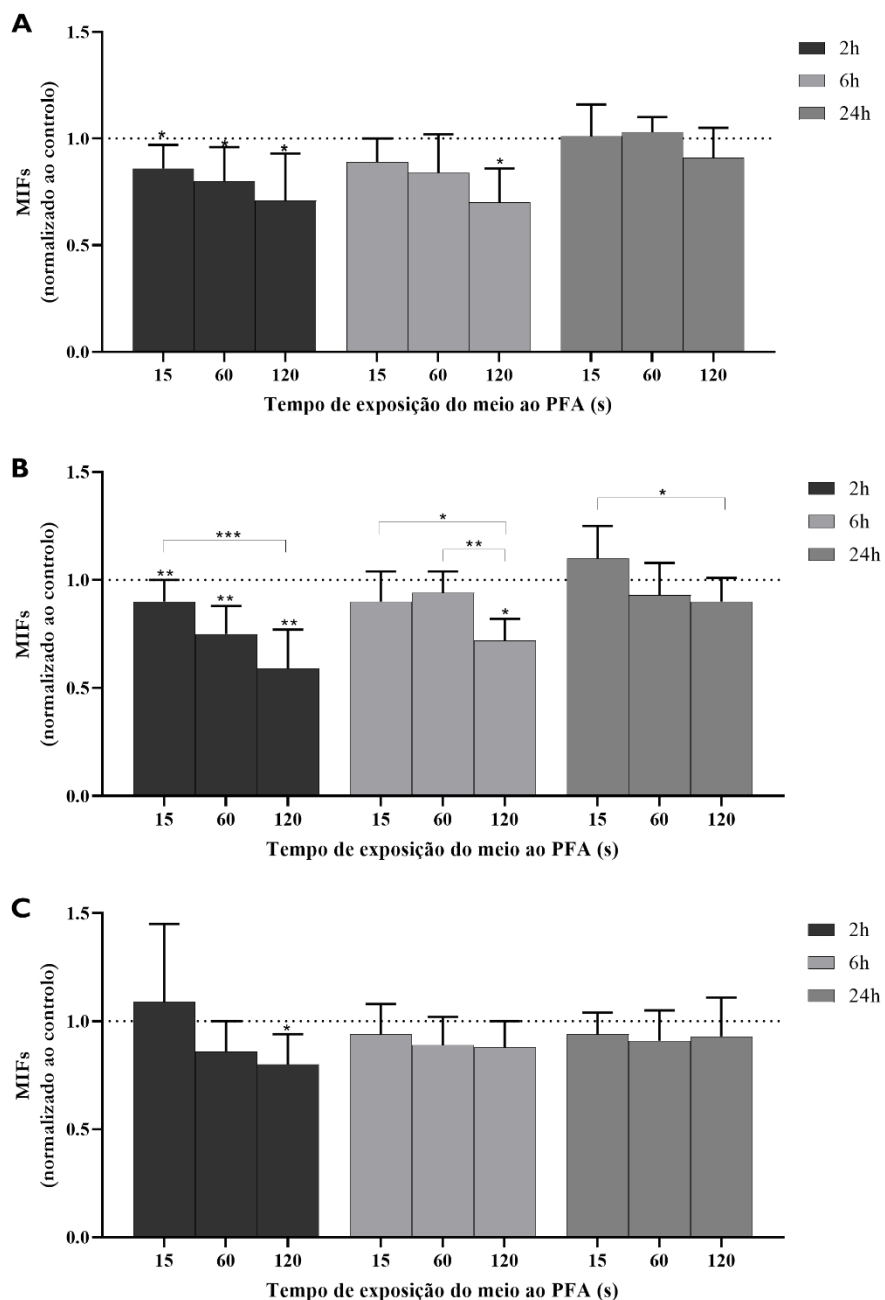 A
MIFs
(normalizado ao controlo)
1.5
1.0
0.5
0.0
* * * *
15 60 120 15 60 120 15 60 120
Tempo de exposição do meio ao PFA (s)
2h
6h
24h
B
MIFs
(normalizado ao controlo)
1.5
1.0
0.5
0.0
*** * ** *
** ** ** *
15 60 120 15 60 120 15 60 120
Tempo de exposição do meio ao PFA (s)
2h
6h
24h
C
MIFs
(normalizado ao controlo)
1.5
1.0
0.5
0.0
*
15 60 120 15 60 120 15 60 120
Tempo de exposição do meio ao PFA (s)
2h
6h
24h